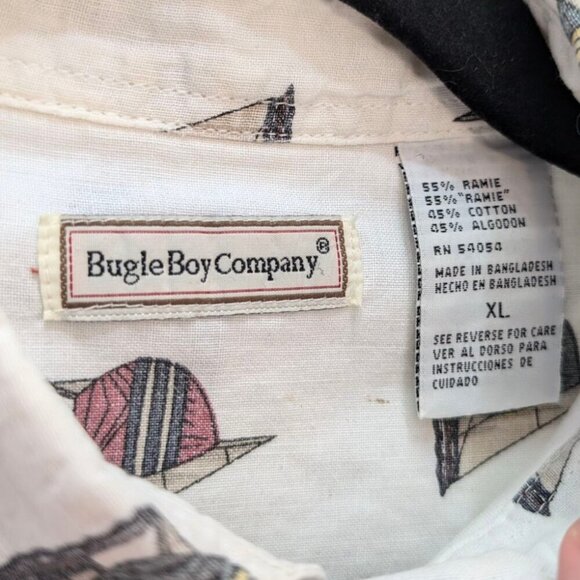 Bugle Boy Company®
55% RAMIE
55% "RAMIE"
45% COTTON
45% ALGODON
RN 54054
MADE IN BANGLADESH
HECHO EN BANGLADESH
XL
SEE REVERSE FOR CARE
VER AL DORSO PARA
INSTRUCCIONES DE
CUIDADO